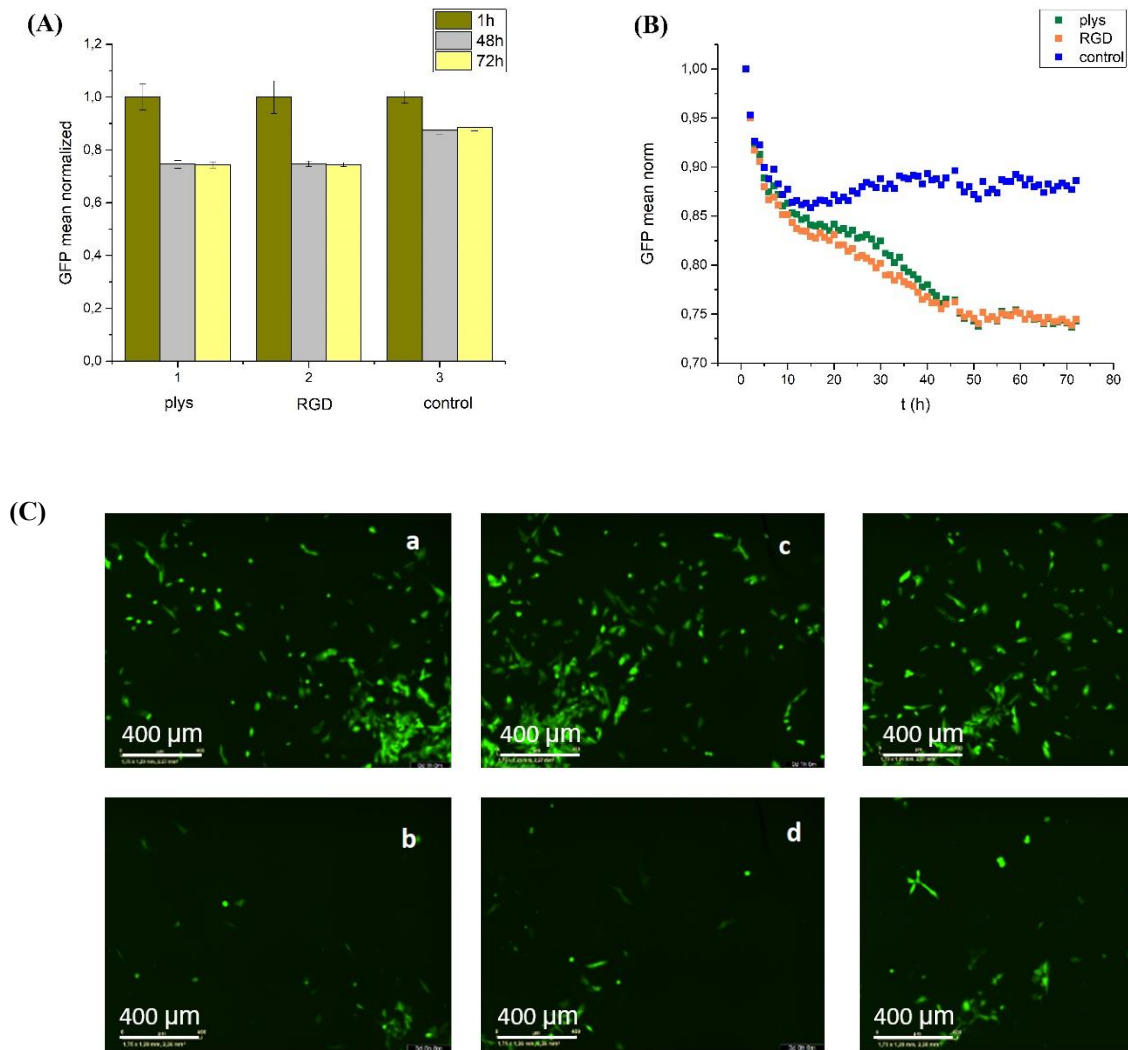 (A)
1h
48h
72h
1,2
1,0
0,8
0,6
0,4
0,2
0,0
GFP mean normalized
1 2 3
plys RGD control
(B)
plys
RGD
control
1,00
0,95
0,90
0,85
0,80
0,75
0,70
GFP mean norm
0 10 20 30 40 50 60 70 80
t (h)
(C)
a
400 µm
c
400 µm
400 µm
b
400 µm
d
400 µm
400 µm